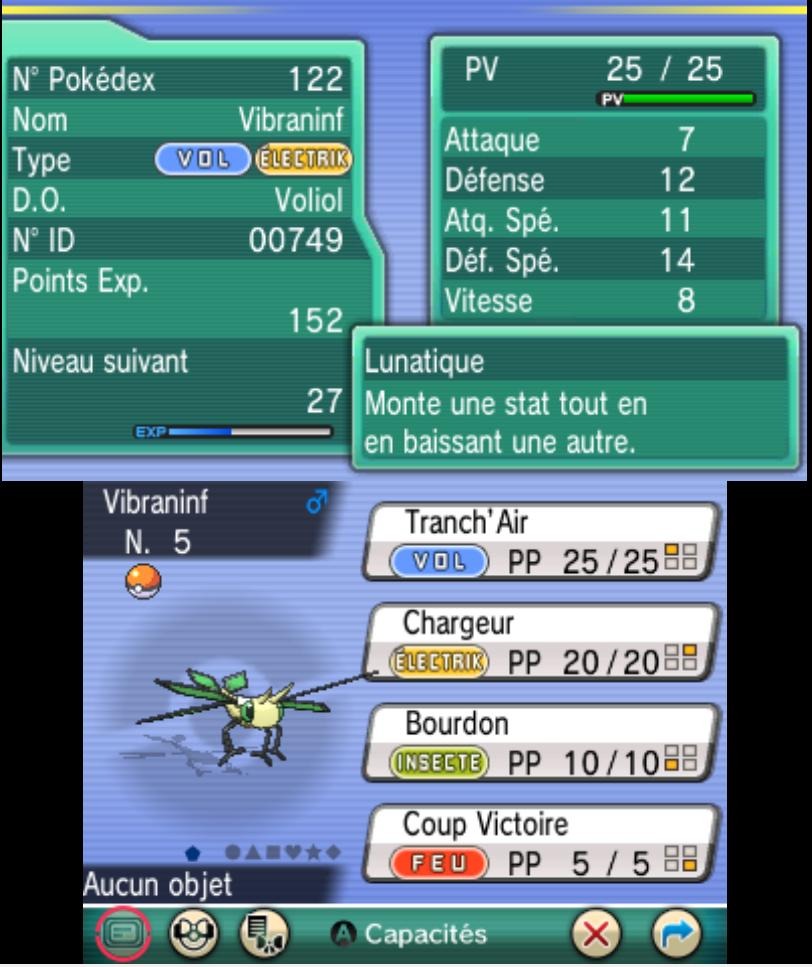 N° Pokédex 122
Nom Vibraninf
Type VOL ÉLECTRIK
D.O. Voliol
N° ID 00749
Points Exp.
152
Niveau suivant
27
EXP
PV 25 / 25
PV
Attaque 7
Défense 12
Atq. Spé. 11
Déf. Spé. 14
Vitesse 8
Lunatique
Monte une stat tout en
en baissant une autre.
Vibraninf ♂
N. 5
Aucun objet
Tranch'Air
VOL PP 25/25
Chargeur
ÉLECTRIK PP 20/20
Bourdon
INSECTE PP 10/10
Coup Victoire
FEU PP 5 / 5
A Capacités